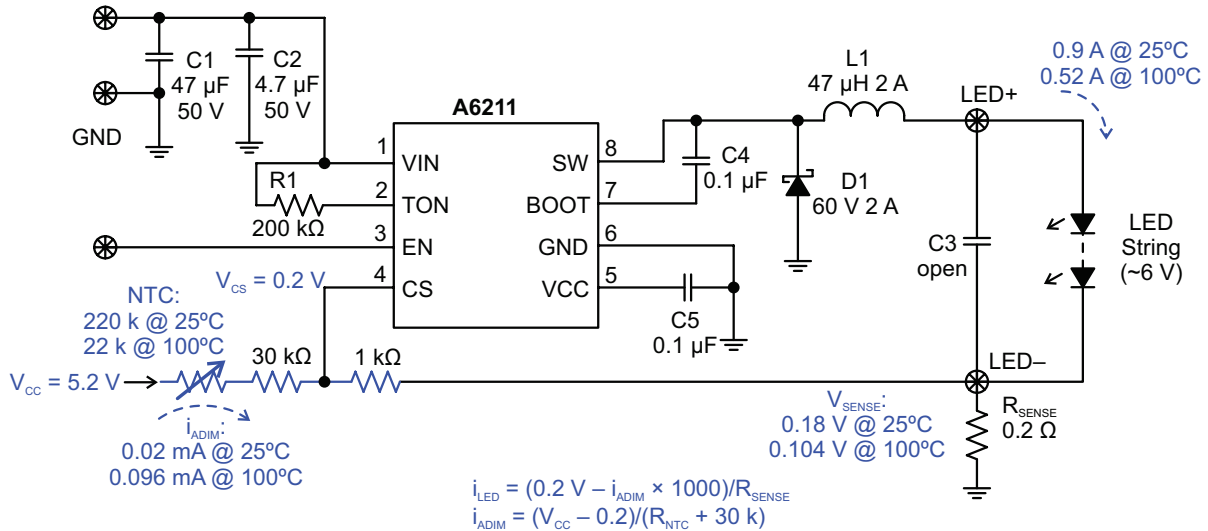 C1
47 µF
50 V
C2
4.7 µF
50 V
GND
A6211
1
VIN
2
TON
3
EN
4
CS
SW
8
BOOT
7
GND
6
VCC
5
R1
200 kΩ
C4
0.1 µF
D1
60 V 2 A
L1
47 µH 2 A
LED+
0.9 A @ 25ºC
0.52 A @ 100ºC
C3
open
LED
String
(~6 V)
C5
0.1 µF
LED–
V_CS = 0.2 V
NTC:
220 k @ 25ºC
22 k @ 100ºC
30 kΩ
1 kΩ
V_CC = 5.2 V
i_ADIM:
0.02 mA @ 25ºC
0.096 mA @ 100ºC
V_SENSE:
0.18 V @ 25ºC
0.104 V @ 100ºC
R_SENSE
0.2 Ω
i_LED = (0.2 V – i_ADIM × 1000)/R_SENSE
i_ADIM = (V_CC – 0.2)/(R_NTC + 30 k)